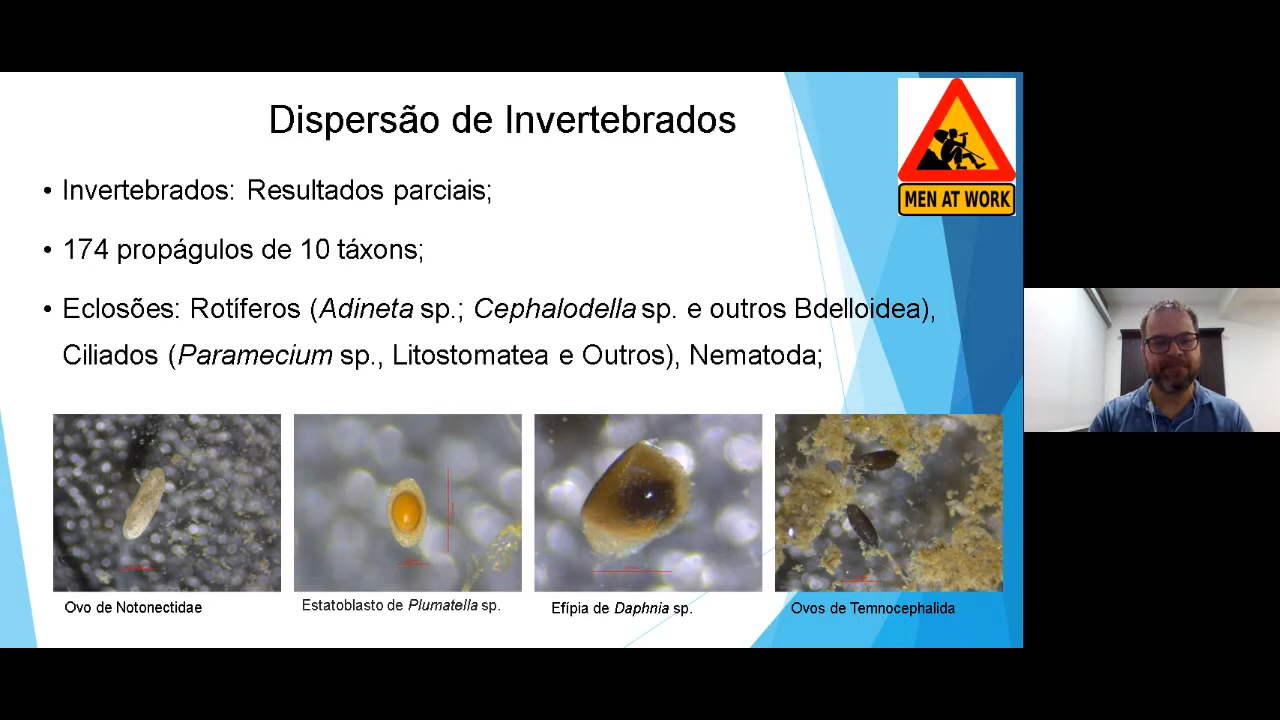 Dispersão de Invertebrados
MEN AT WORK
• Invertebrados: Resultados parciais;
• 174 propágulos de 10 táxons;
• Eclosões: Rotíferos (Adineta sp.; Cephalodella sp. e outros Bdelloidea),
Ciliados (Paramecium sp., Litostomatea e Outros), Nematoda;
Ovo de Notonectidae
Estatoblasto de Plumatella sp.
Efípia de Daphnia sp.
Ovos de Temnocephalida